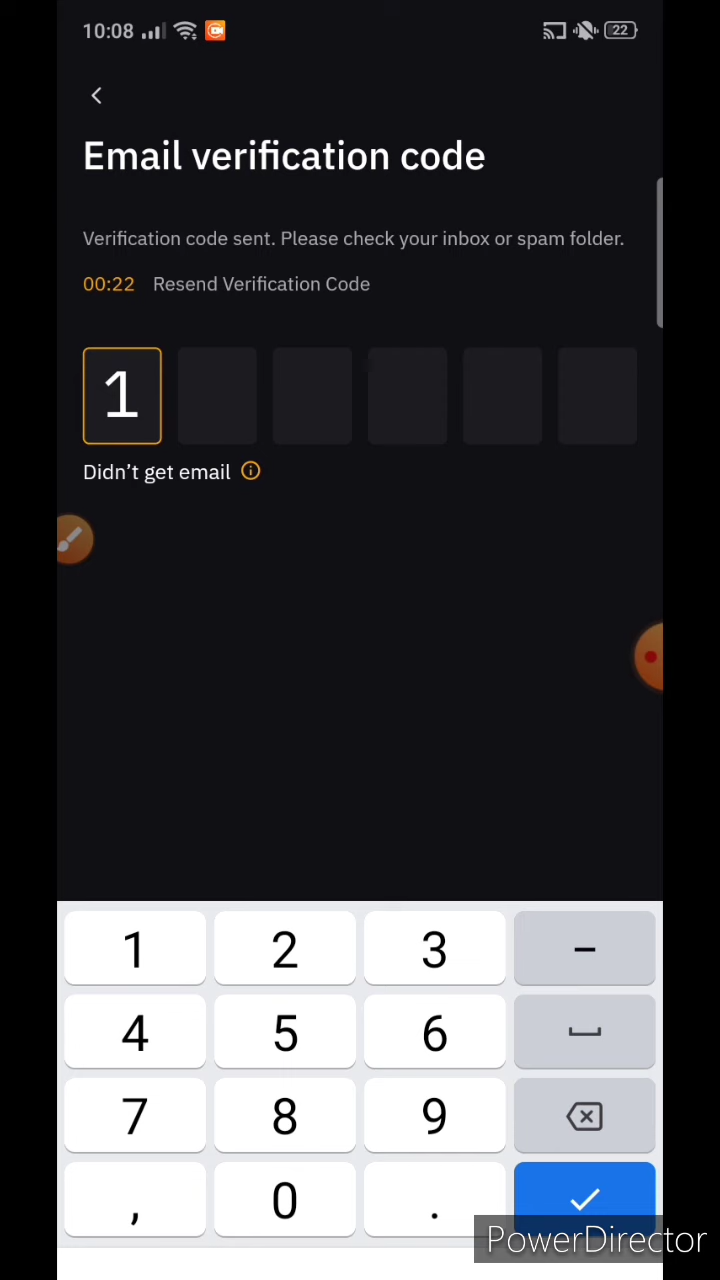 10:08 22
Email verification code
Verification code sent. Please check your inbox or spam folder.
00:22 Resend Verification Code
1
Didn't get email
1 2 3 –
4 5 6
7 8 9
, 0 .
PowerDirector